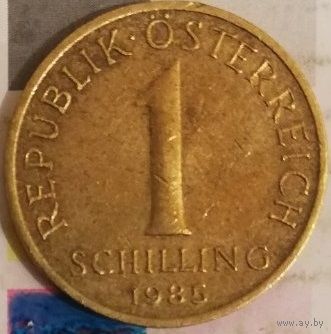 REPUBLIK · ÖSTERREICH
1
SCHILLING
1985
www.ay.by